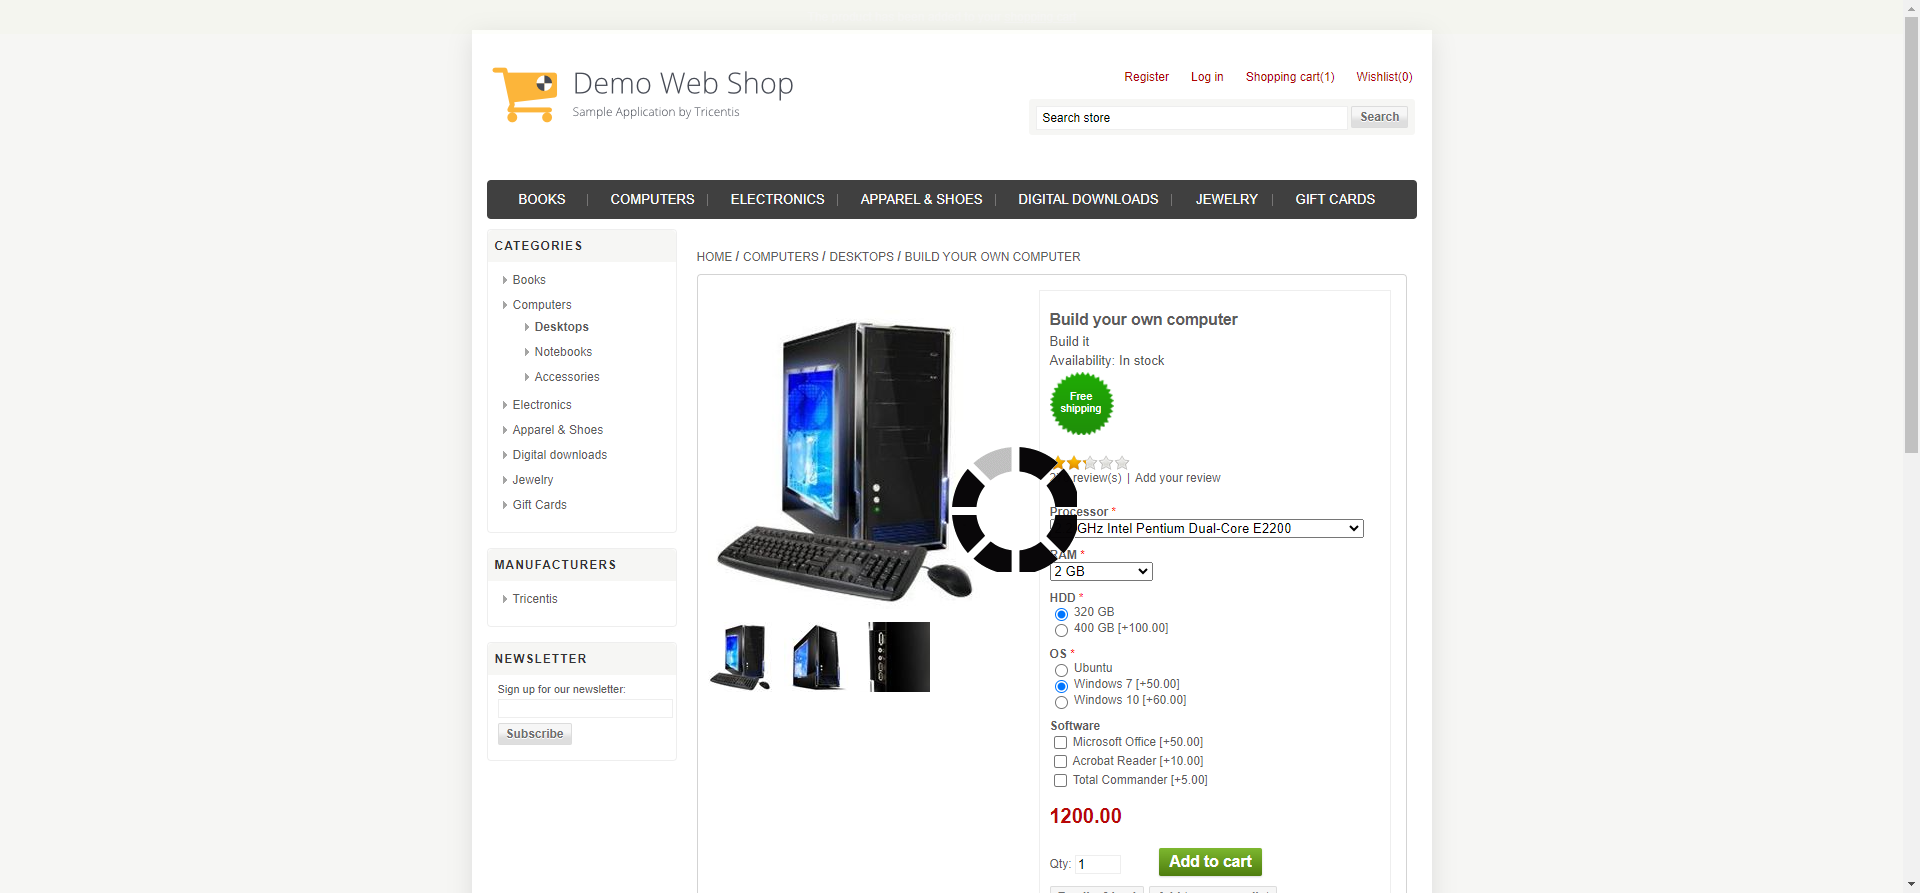 Demo Web Shop
Sample Application by Tricentis
Register Log in Shopping cart(1) Wishlist(0)
Search store Search
BOOKS | COMPUTERS | ELECTRONICS | APPAREL & SHOES | DIGITAL DOWNLOADS | JEWELRY | GIFT CARDS
CATEGORIES
Books
Computers
Desktops
Notebooks
Accessories
Electronics
Apparel & Shoes
Digital downloads
Jewelry
Gift Cards
MANUFACTURERS
Tricentis
NEWSLETTER
Sign up for our newsletter:
Subscribe
HOME / COMPUTERS / DESKTOPS / BUILD YOUR OWN COMPUTER
Build your own computer
Build it
Availability: In stock
Free
shipping
review(s) | Add your review
Processor *
GHz Intel Pentium Dual-Core E2200
RAM *
2 GB
HDD *
320 GB
400 GB [+100.00]
OS *
Ubuntu
Windows 7 [+50.00]
Windows 10 [+60.00]
Software
Microsoft Office [+50.00]
Acrobat Reader [+10.00]
Total Commander [+5.00]
1200.00
Qty: 1 Add to cart